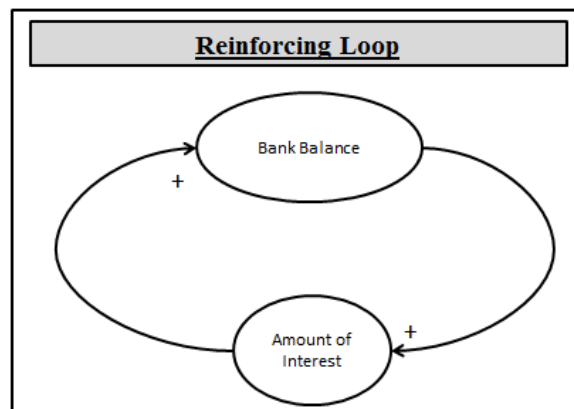 Reinforcing Loop
Bank Balance
+
+
Amount of
Interest